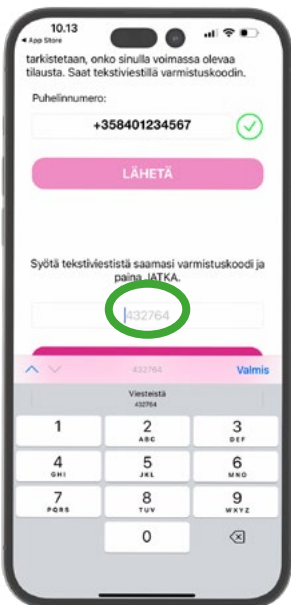 10.13
App Store
tarkistetaan, onko sinulla voimassa olevaa
tilausta. Saat tekstiviestillä varmistuskoodin.
Puhelinnumero:
+358401234567
LÄHETÄ
Syötä tekstiviestistä saamasi varmistuskoodi ja
paina JATKA.
432764
432764 Valmis
Viesteistä
432764
1 2 3
ABC DEF
4 5 6
GHI JKL MNO
7 8 9
PQRS TUV WXYZ
0